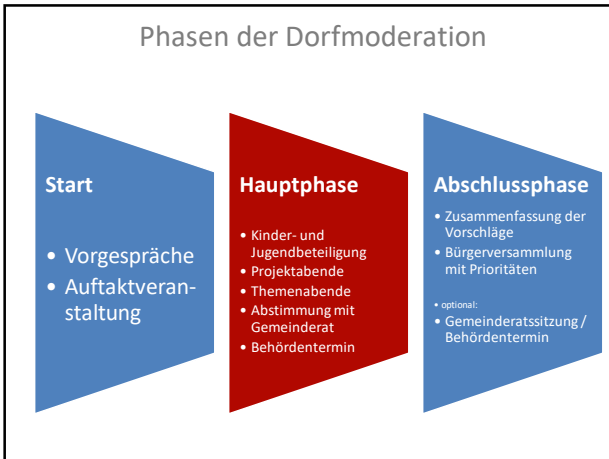 Phasen der Dorfmoderation
Start
• Vorgespräche
• Auftaktveran-
staltung
Hauptphase
• Kinder- und
Jugendbeteiligung
• Projektabende
• Themenabende
• Abstimmung mit
Gemeinderat
• Behördentermin
Abschlussphase
• Zusammenfassung der
Vorschläge
• Bürgerversammlung
mit Prioritäten
• optional:
• Gemeinderatssitzung /
Behördentermin